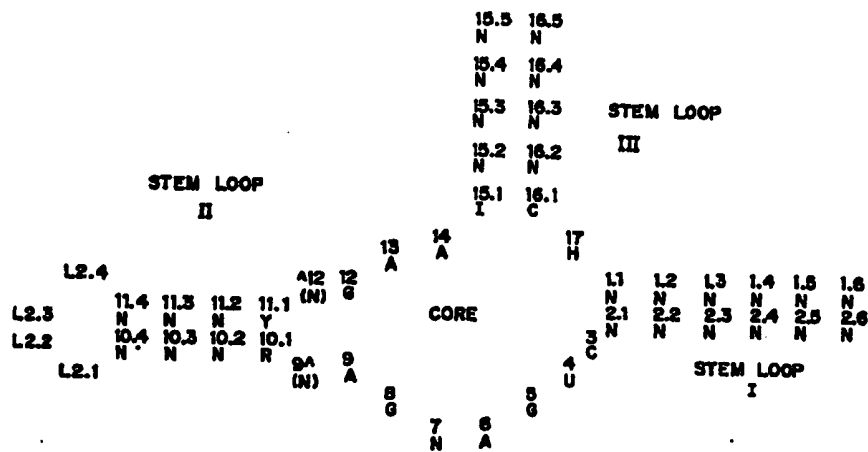 15.5 16.5
N N
15.4 16.4
N N
15.3 16.3
N N
STEM LOOP
III
15.2 16.2
N N
15.1 16.1
I C
STEM LOOP
II
13
A
14
A
17
H
A12
(N)
12
G
L2.4
L2.3
L2.2
L2.1
11.4 11.3 11.2 11.1
N N N Y
10.4 10.3 10.2 10.1
N N N R
CORE
1.1 1.2 1.3 1.4 1.5 1.6
N N N N N N
2.1 2.2 2.3 2.4 2.5 2.6
N N N N N N
3
C
4
U
STEM LOOP
I
9A
(N)
9
A
8
G
7
N
6
A
5
G